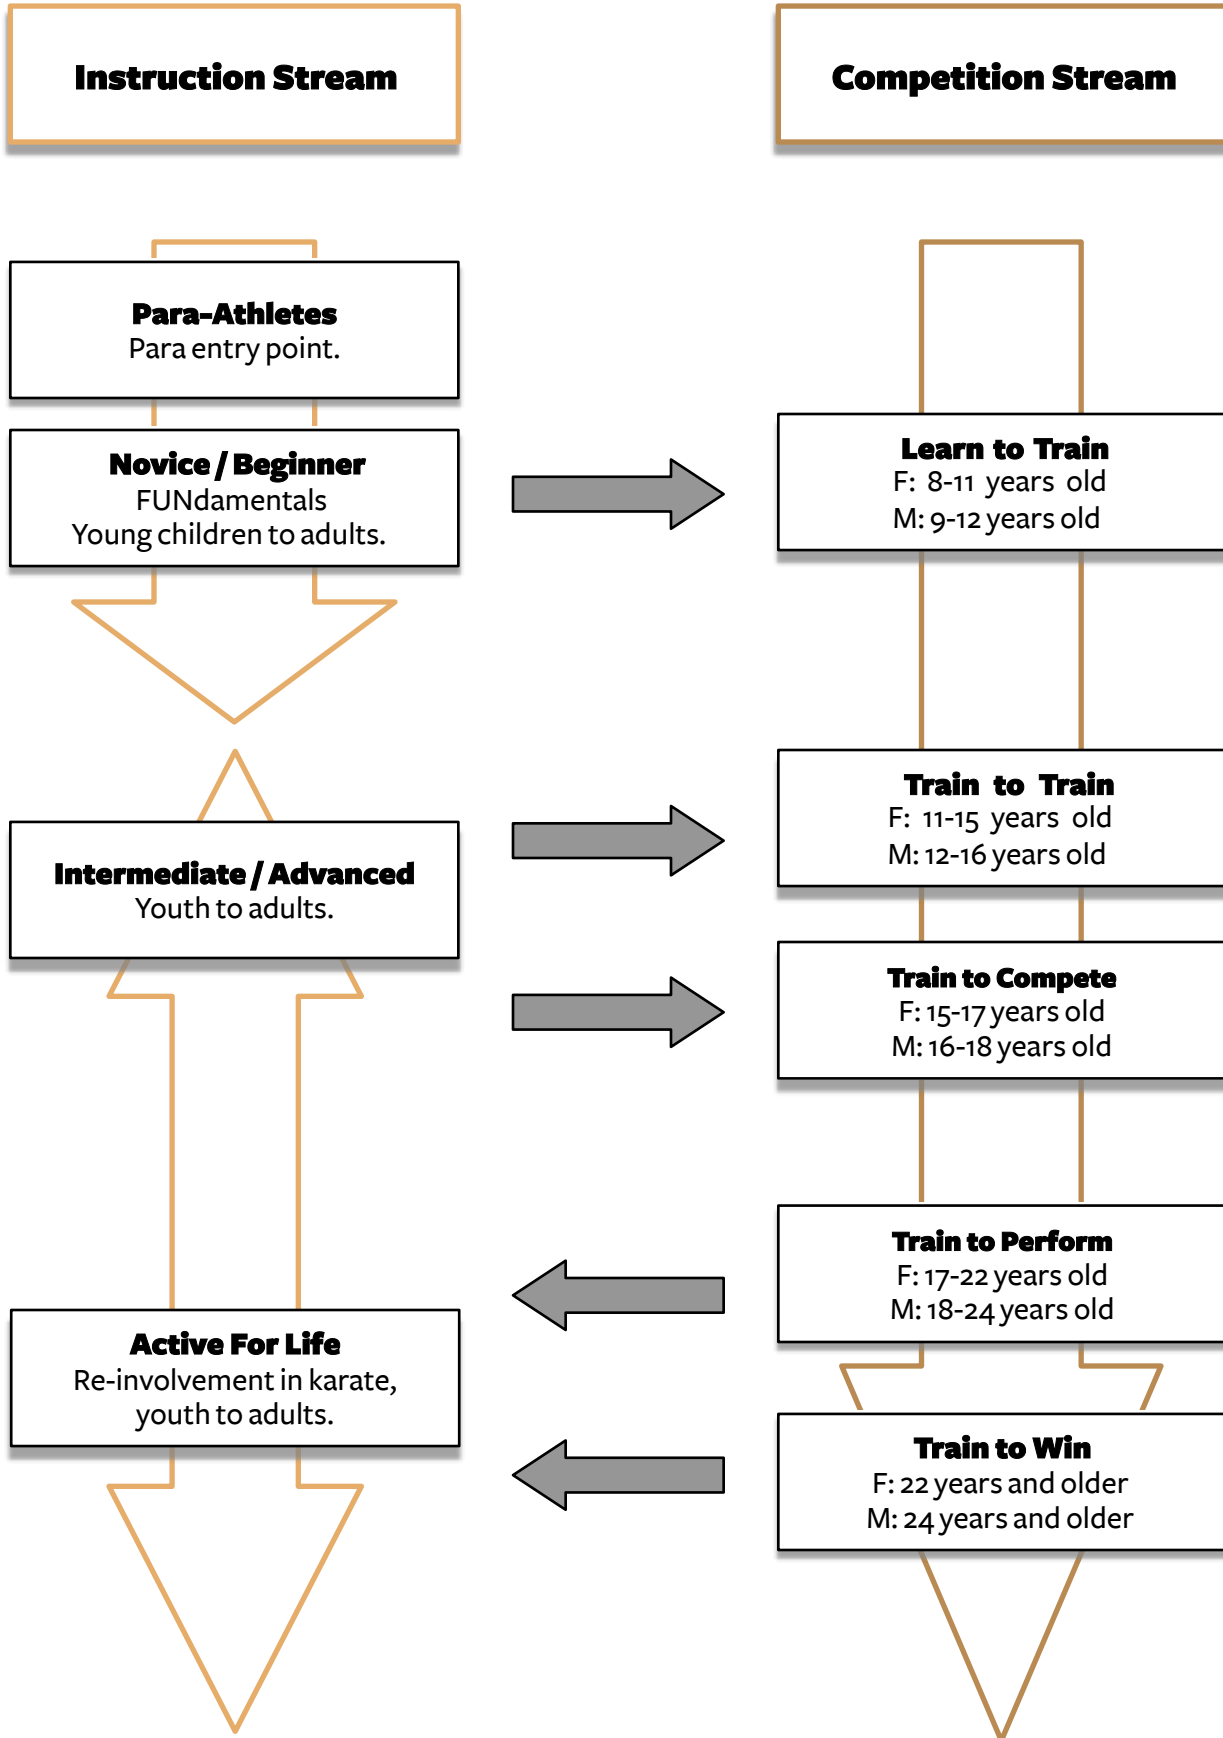 Instruction Stream
Competition Stream
Para-Athletes
Para entry point.
Novice / Beginner
FUNdamentals
Young children to adults.
Learn to Train
F: 8-11 years old
M: 9-12 years old
Intermediate / Advanced
Youth to adults.
Train to Train
F: 11-15 years old
M: 12-16 years old
Train to Compete
F: 15-17 years old
M: 16-18 years old
Active For Life
Re-involvement in karate,
youth to adults.
Train to Perform
F: 17-22 years old
M: 18-24 years old
Train to Win
F: 22 years and older
M: 24 years and older